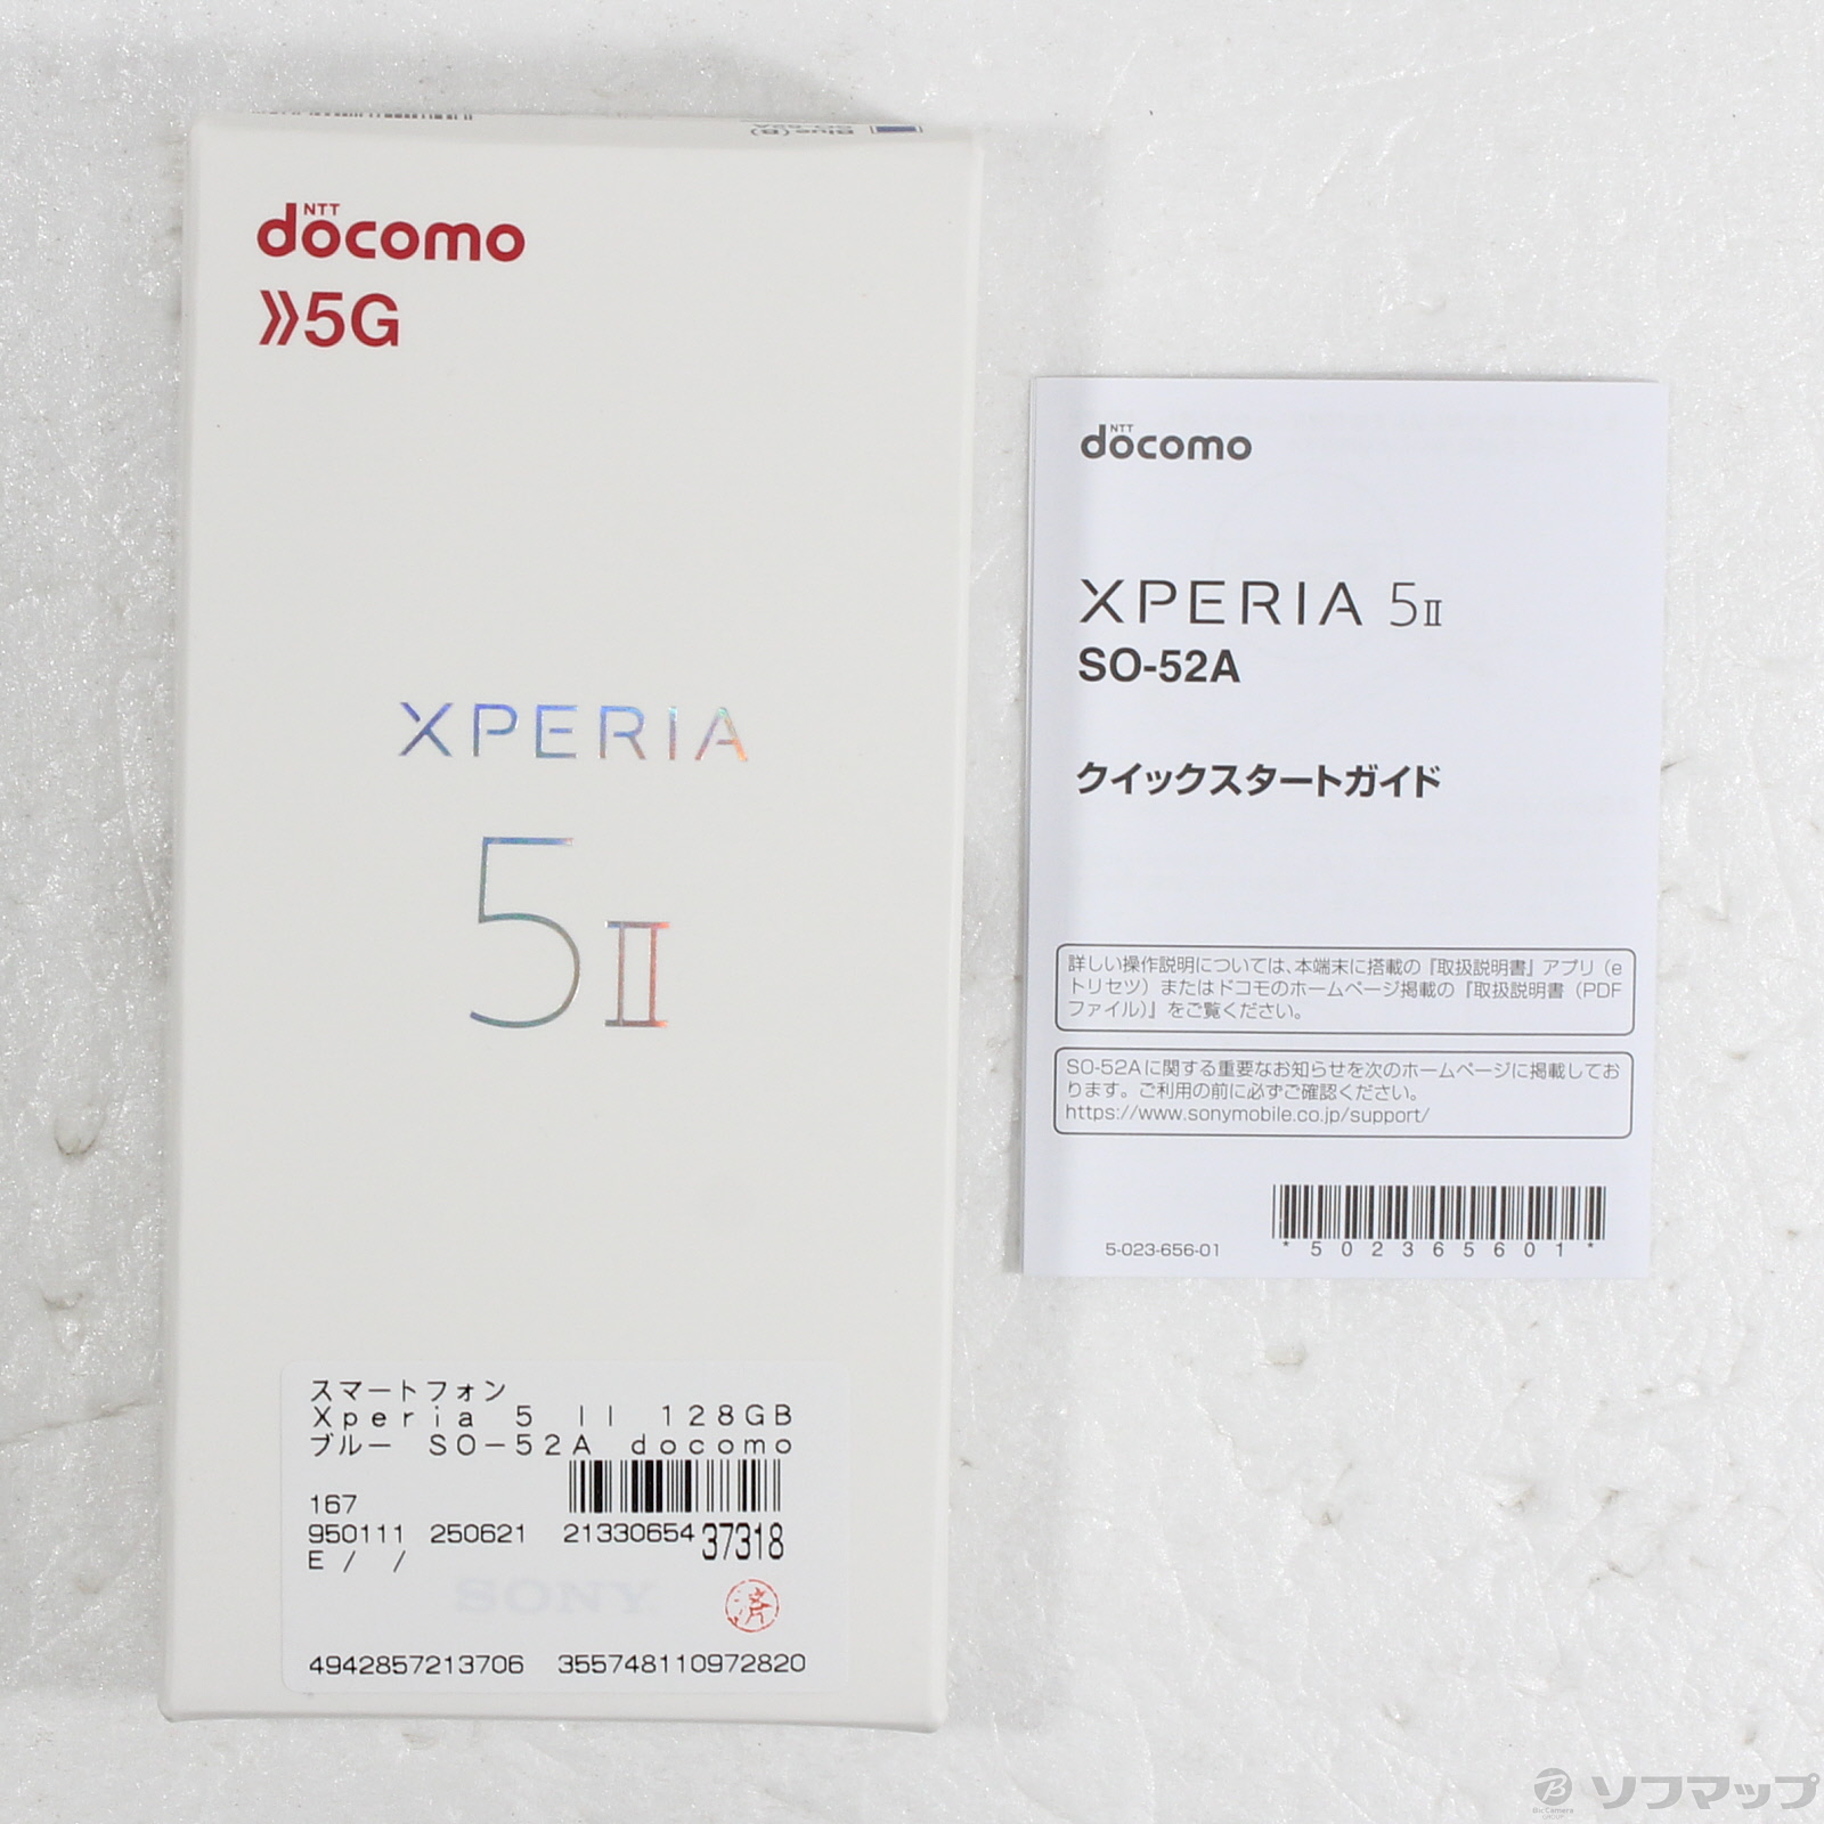 Blue(B)
SO-52A
NTT
docomo
5G
XPERIA
5II
スマートフォン
Xperia 5 II 128GB
ブルー SO-52A docomo
167
950111 250621 21330654 37318
E / /
済
SONY
4942857213706 355748110972820
NTT
docomo
XPERIA 5II
SO-52A
クイックスタートガイド
詳しい操作説明については、本端末に搭載の『取扱説明書』アプリ（e
トリセツ）またはドコモのホームページ掲載の『取扱説明書（PDF
ファイル）』をご覧ください。
SO-52Aに関する重要なお知らせを次のホームページに掲載してお
ります。ご利用の前に必ずご確認ください。
https://www.sonymobile.co.jp/support/
5-023-656-01
*502365601*
BicCamera
GROUP
ソフマップ